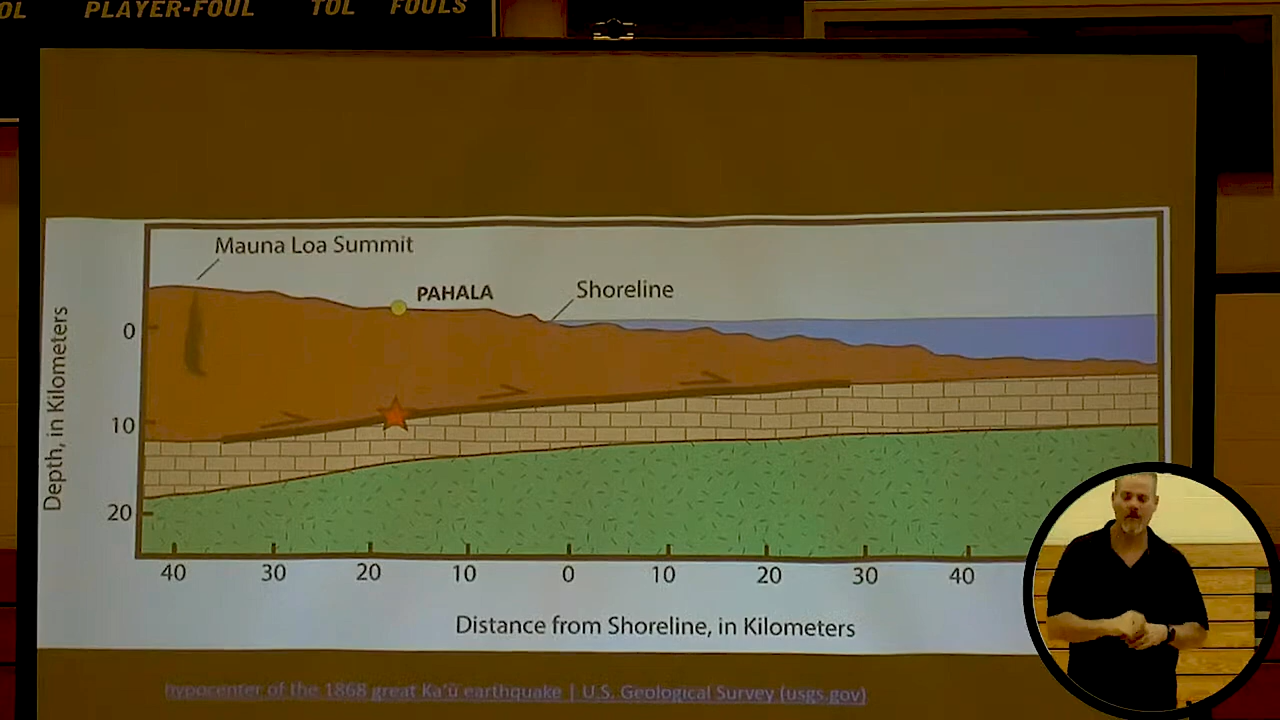 OL PLAYER-FOUL TOL FOULS
Mauna Loa Summit
PAHALA
Shoreline
Depth, in Kilometers
0
10
20
40 30 20 10 0 10 20 30 40
Distance from Shoreline, in Kilometers
hypocenter of the 1868 great Kaʻū earthquake | U.S. Geological Survey (usgs.gov)